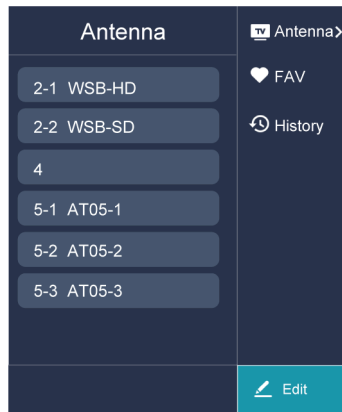 Antenna
2-1 WSB-HD
2-2 WSB-SD
4
5-1 AT05-1
5-2 AT05-2
5-3 AT05-3
TV Antenna>
FAV
History
Edit